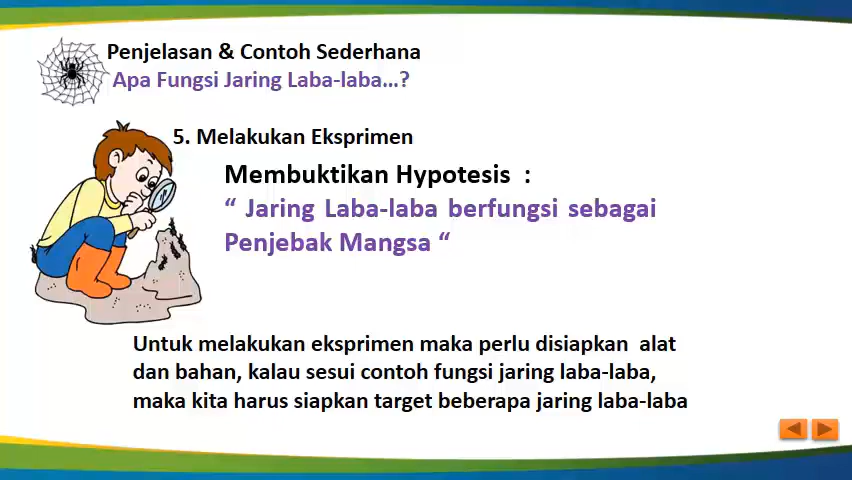 Penjelasan & Contoh Sederhana
Apa Fungsi Jaring Laba-laba...?
5. Melakukan Eksprimen
Membuktikan Hypotesis :
“ Jaring Laba-laba berfungsi sebagai
Penjebak Mangsa “
Untuk melakukan eksprimen maka perlu disiapkan alat
dan bahan, kalau sesui contoh fungsi jaring laba-laba,
maka kita harus siapkan target beberapa jaring laba-laba